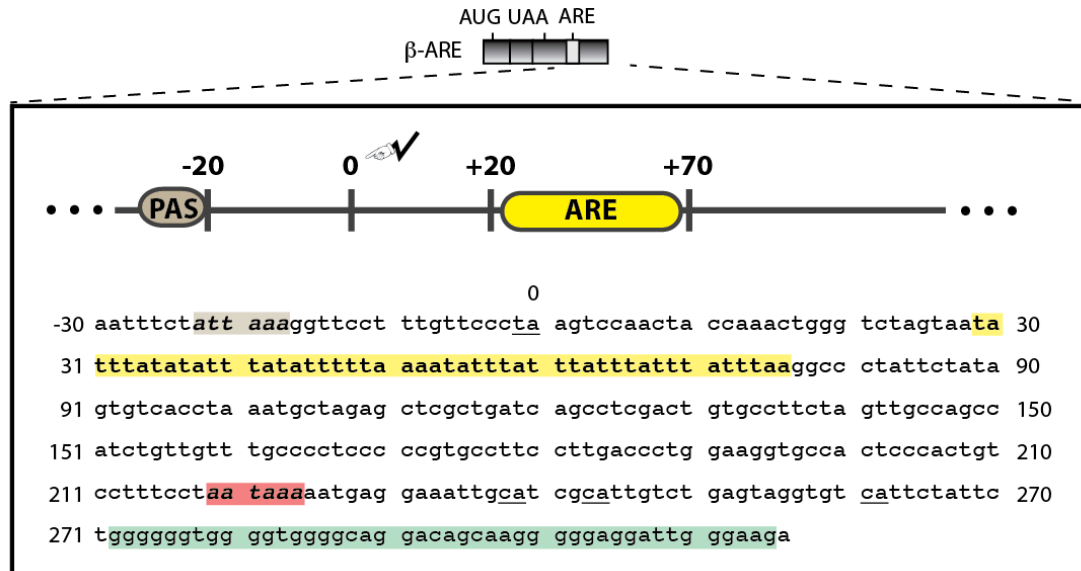 AUG UAA ARE
β-ARE
-20 0 +20 +70
PAS ARE
0
-30 aatttctatt aaaggttcct ttgttcccta agtccaacta ccaaactggg tctagtaata 30
31 tttatatatt tatattttta aaatatttat ttatttattt atttaaggcc ctattctata 90
91 gtgtcaccta aatgctagag ctcgctgatc agcctcgact gtgccttcta gttgccagcc 150
151 atctgttgtt tgcccctccc ccgtgccttc cttgaccctg gaaggtgcca ctcccactgt 210
211 cctttcctaa taaaaatgag gaaattgcat cgcattgtct gagtaggtgt cattctattc 270
271 tggggggtgg ggtggggcag gacagcaagg gggaggattg ggaaga